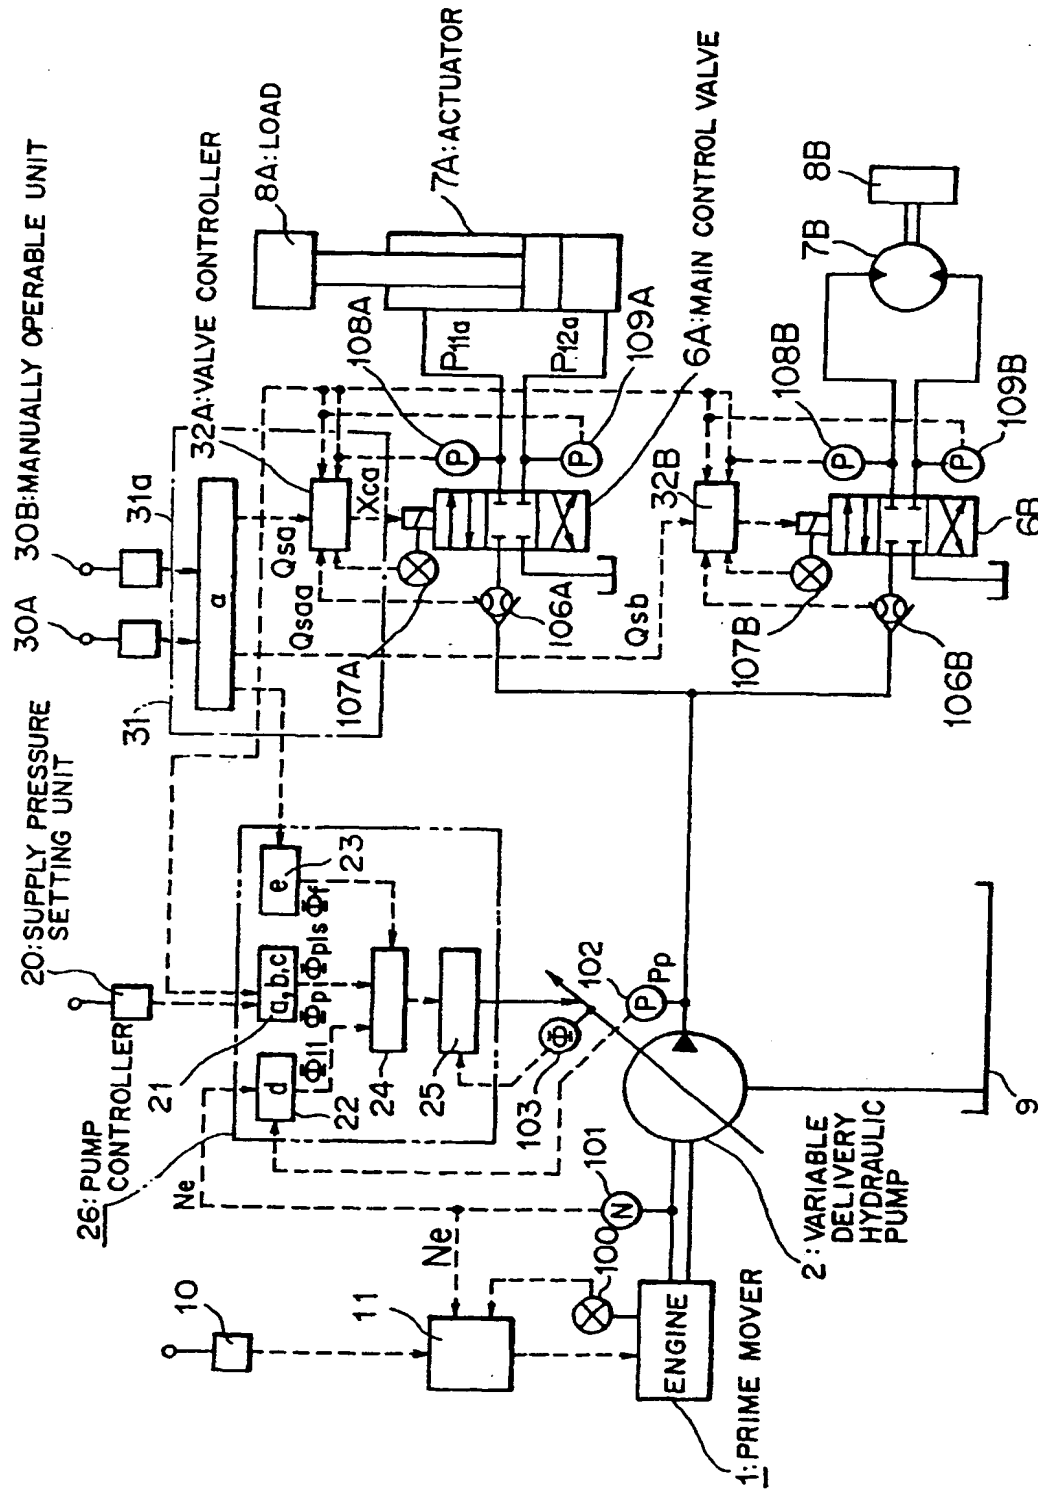 10
11
1: PRIME MOVER
ENGINE
100
N
101
Ne
Ne
26: PUMP
CONTROLLER
20: SUPPLY PRESSURE
SETTING UNIT
21
22
d
Φ11
a,b,c
Φp
Φpls
e
Φf
23
24
25
103
Φ
102
P
Pp
2: VARIABLE
DELIVERY
HYDRAULIC
PUMP
9
30A
30B: MANUALLY OPERABLE UNIT
31
31a
a
32A: VALVE CONTROLLER
Qsa
Qsaa
Xca
107A
106A
8A: LOAD
7A: ACTUATOR
P11a
P12a
108A
P
109A
P
6A: MAIN CONTROL VALVE
Qsb
32B
107B
106B
108B
P
109B
P
6B
7B
8B